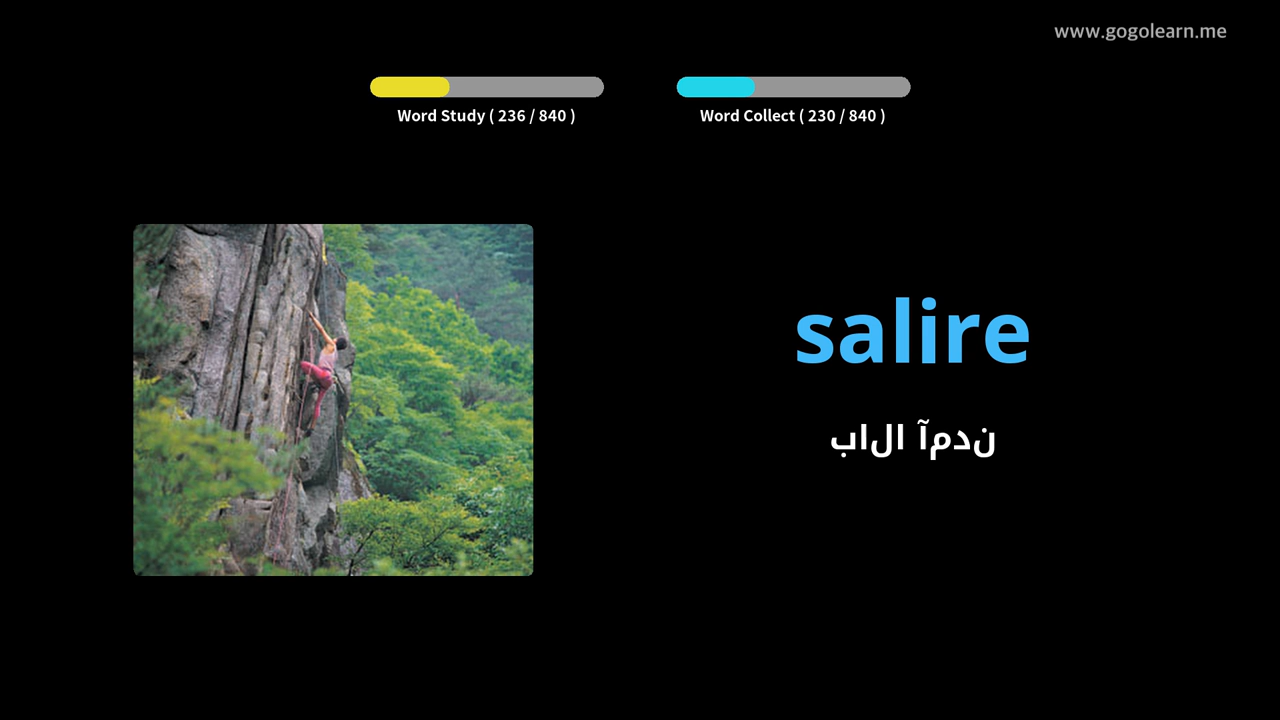 www.gogolearn.me
Word Study ( 236 / 840 )
Word Collect ( 230 / 840 )
salire
بالا آمدن